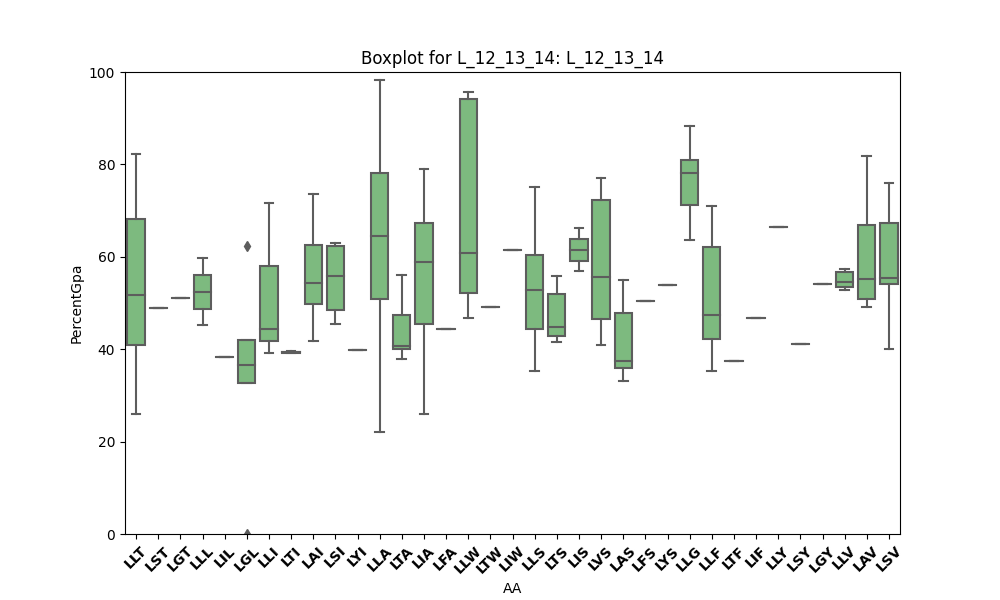 Boxplot for L_12_13_14: L_12_13_14
100
80
60
40
20
0
PercentGpa
LLT LST LGT LLL LIL LGL LLI LTI LAI LSI LYI LLA LTA LIA LFA LLW LTW LIW LLS LTS LIS LVS LAS LFS LYS LLG LLF LTF LIF LLY LSY LGY LLV LAV LSV
AA